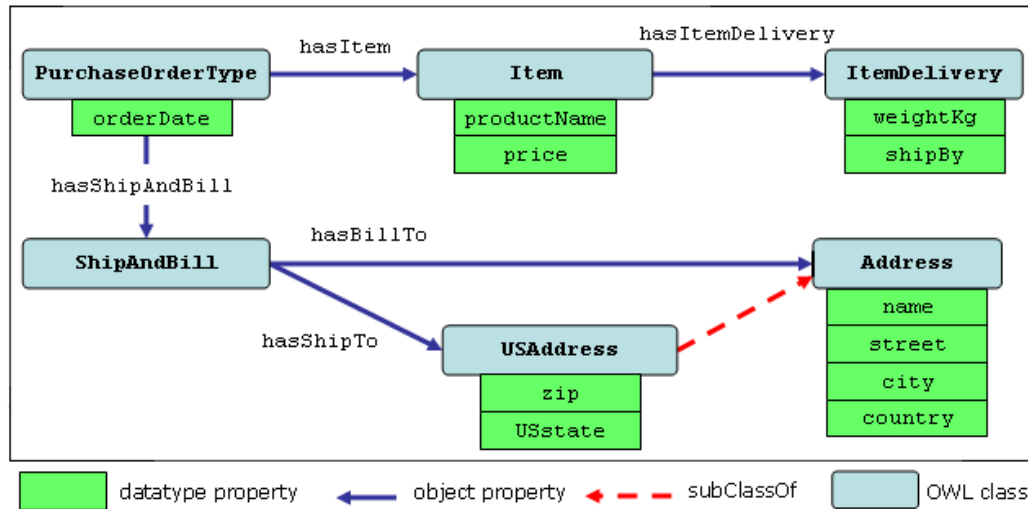 hasItem
hasItemDelivery
PurchaseOrderType
Item
ItemDelivery
orderDate
productName
weightKg
price
shipBy
hasShipAndBill
hasBillTo
ShipAndBill
Address
hasShipTo
name
USAddress
street
zip
city
USstate
country
datatype property
object property
subClassOf
OWL class